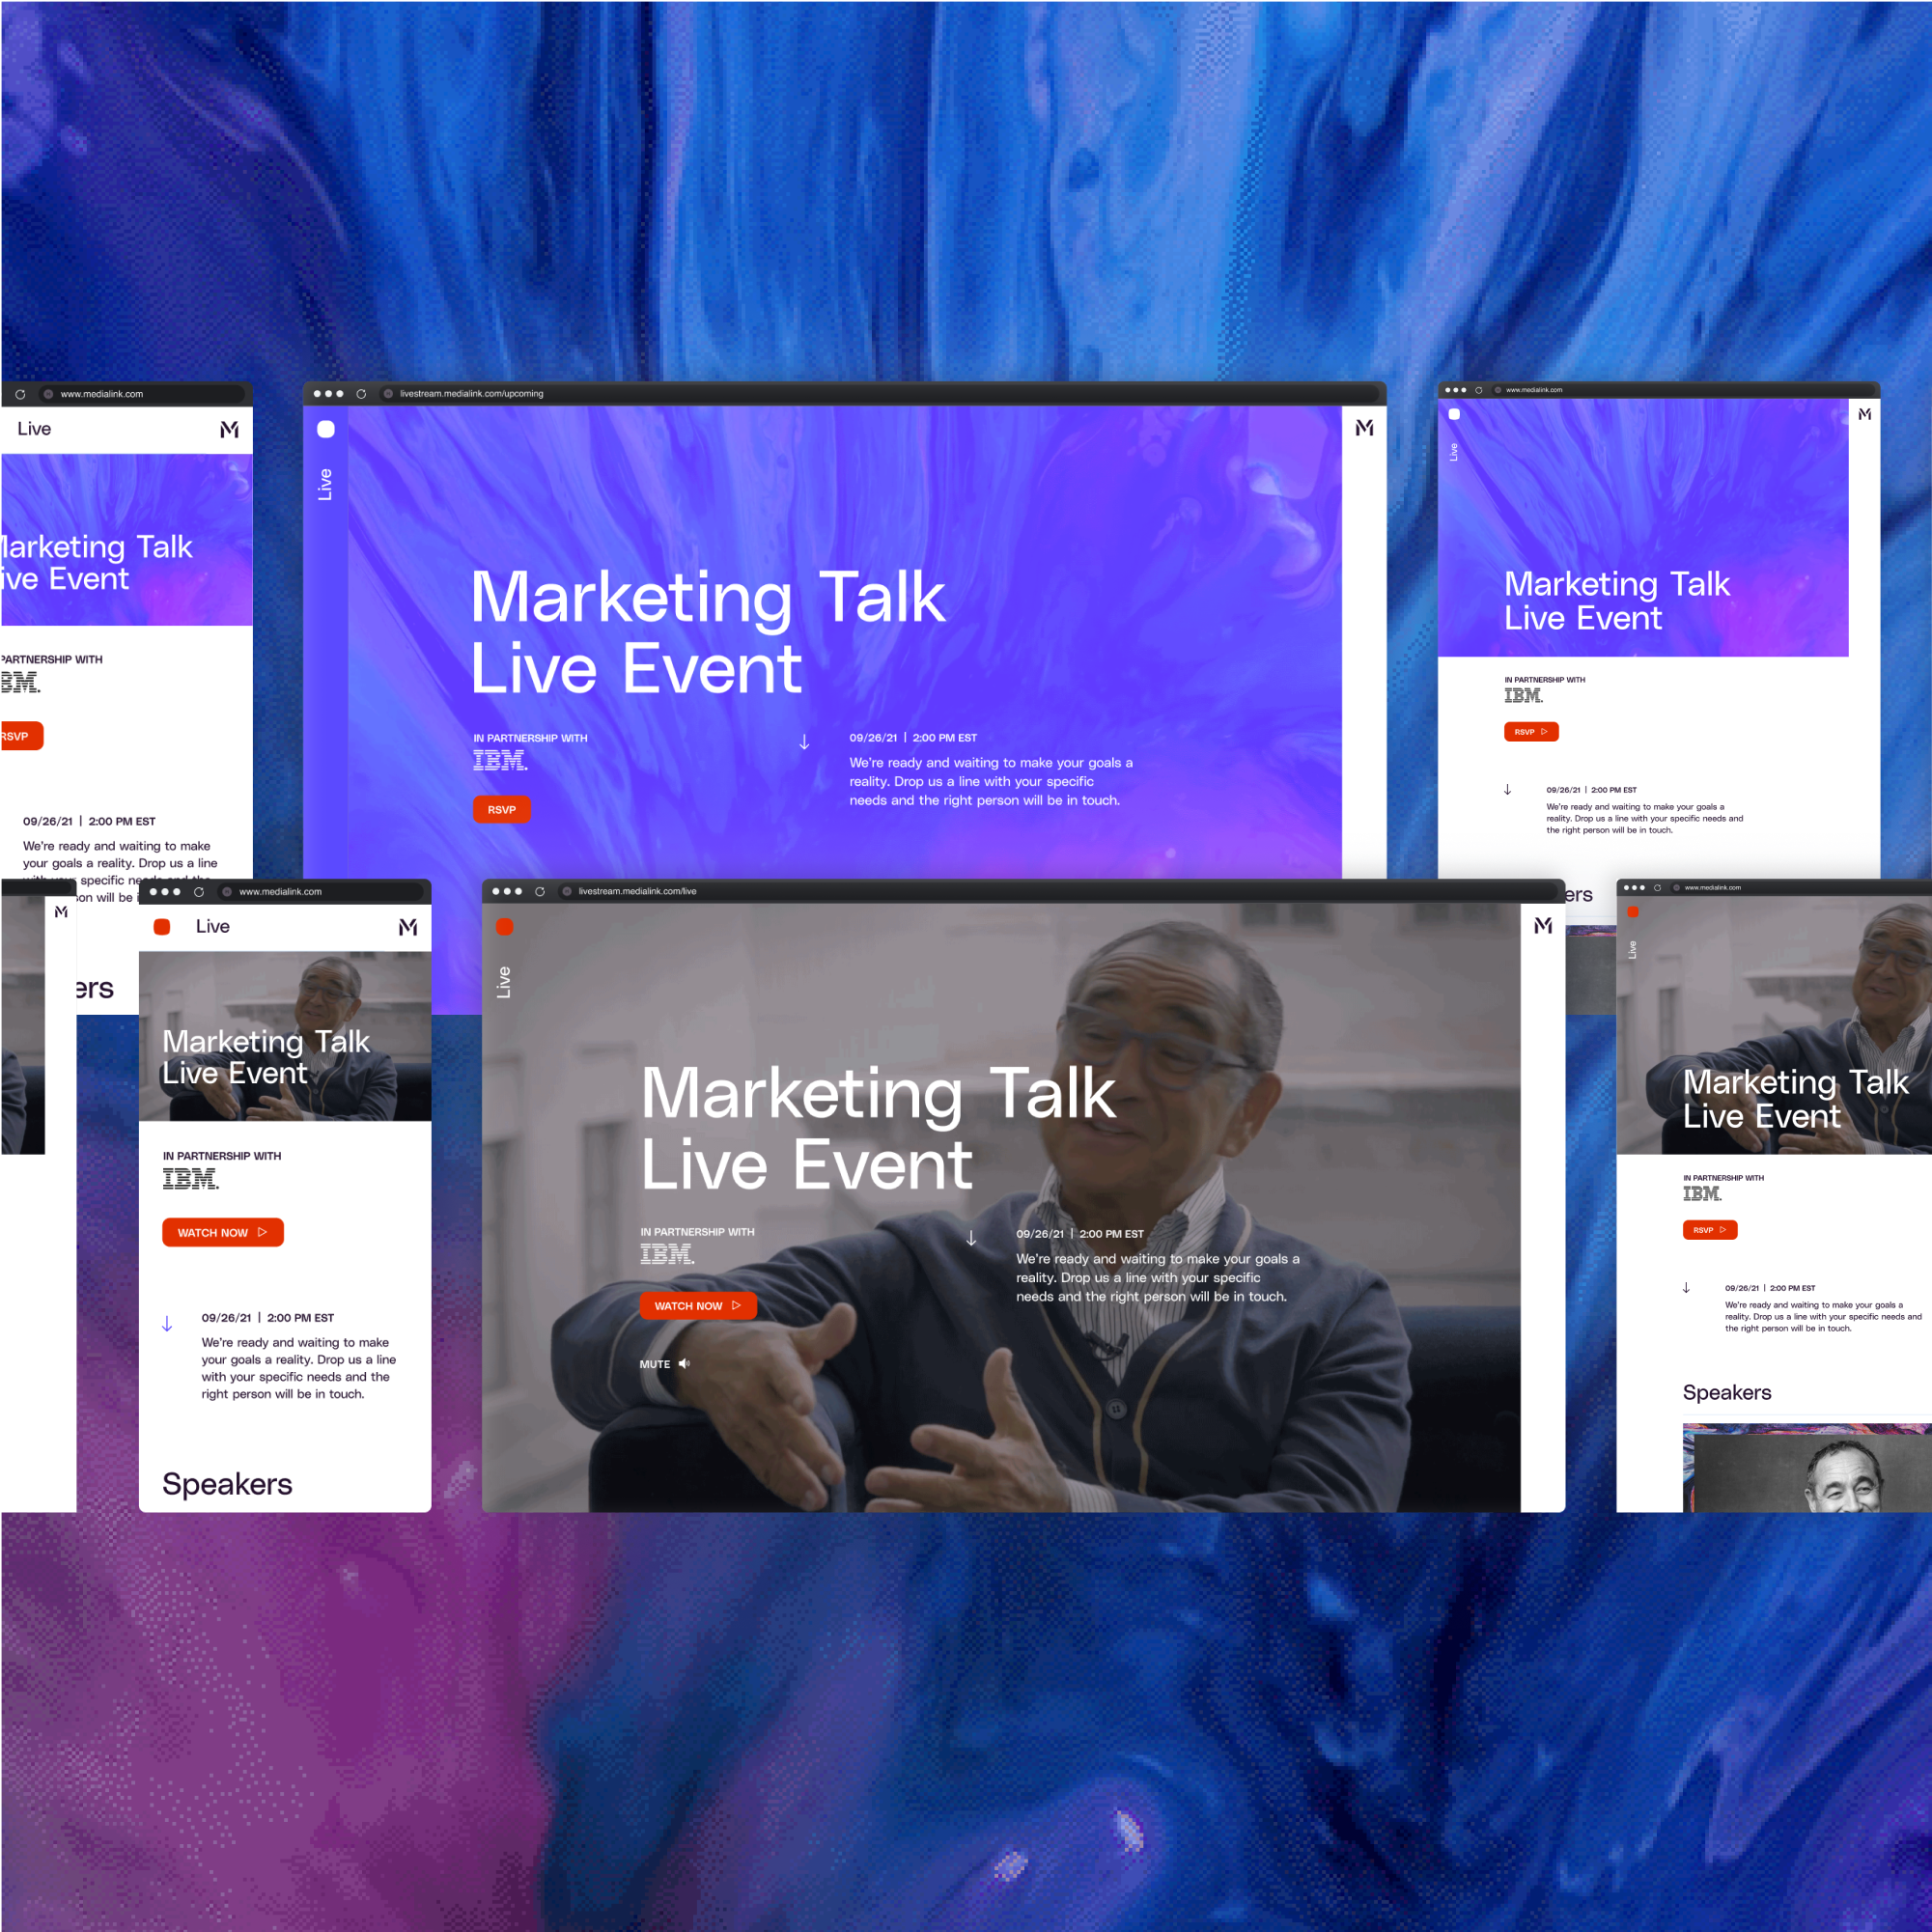 www.medialink.com
Live
Marketing Talk
Live Event
PARTNERSHIP WITH
IBM.
RSVP
09/26/21 | 2:00 PM EST
We're ready and waiting to make
your goals a reality. Drop us a line
specific
will be
ers
livestream.medialink.com/upcoming
Live
Marketing Talk
Live Event
IN PARTNERSHIP WITH
IBM.
RSVP
09/26/21 | 2:00 PM EST
We're ready and waiting to make your goals a
reality. Drop us a line with your specific
needs and the right person will be in touch.
www.medialink.com
Live
Marketing Talk
Live Event
IN PARTNERSHIP WITH
IBM.
RSVP
09/26/21 | 2:00 PM EST
We're ready and waiting to make your goals a
reality. Drop us a line with your specific needs and
the right person will be in touch.
ers
www.medialink.com
Live
Marketing Talk
Live Event
IN PARTNERSHIP WITH
IBM.
WATCH NOW
09/26/21 | 2:00 PM EST
We're ready and waiting to make
your goals a reality. Drop us a line
with your specific needs and the
right person will be in touch.
Speakers
livestream.medialink.com/live
Live
Marketing Talk
Live Event
IN PARTNERSHIP WITH
IBM.
WATCH NOW
MUTE
09/26/21 | 2:00 PM EST
We're ready and waiting to make your goals a
reality. Drop us a line with your specific
needs and the right person will be in touch.
www.medialink.com
Live
Marketing Talk
Live Event
IN PARTNERSHIP WITH
IBM.
RSVP
09/26/21 | 2:00 PM EST
We're ready and waiting to make your goals a
reality. Drop us a line with your specific needs and
the right person will be in touch.
Speakers